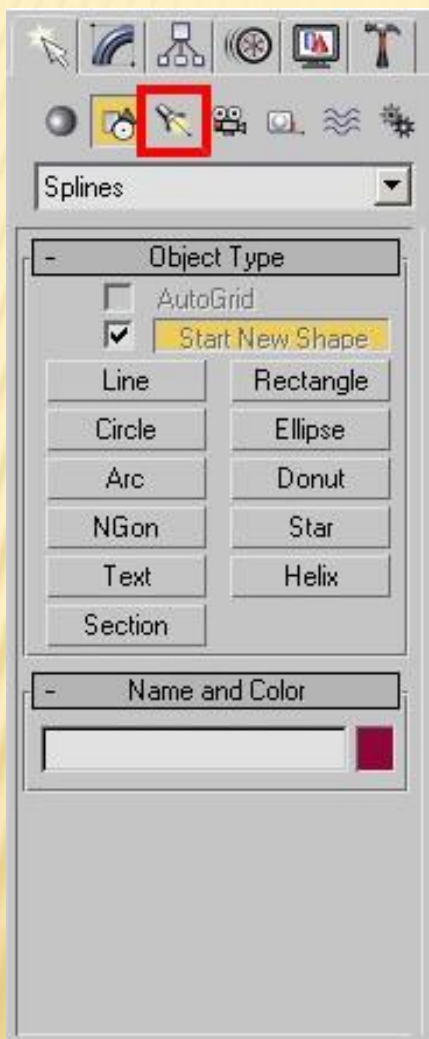 Splines
- Object Type
AutoGrid
Start New Shape
Line Rectangle
Circle Ellipse
Arc Donut
NGon Star
Text Helix
Section
- Name and Color